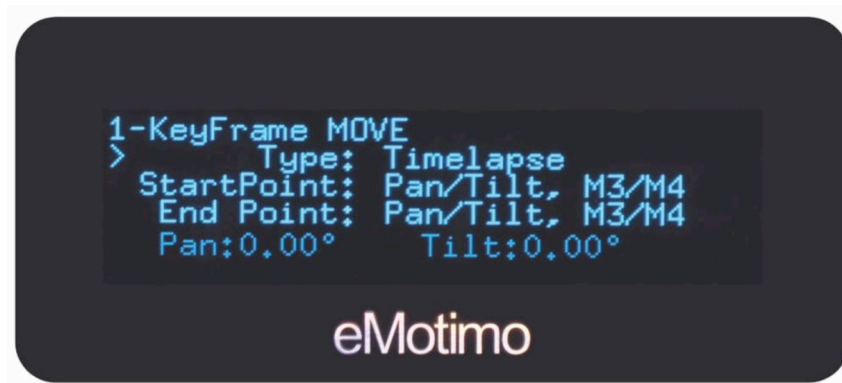 1-KeyFrame MOVE
> Type: Timelapse
StartPoint: Pan/Tilt, M3/M4
End Point: Pan/Tilt, M3/M4
Pan:0.00° Tilt:0.00°
eMotimo